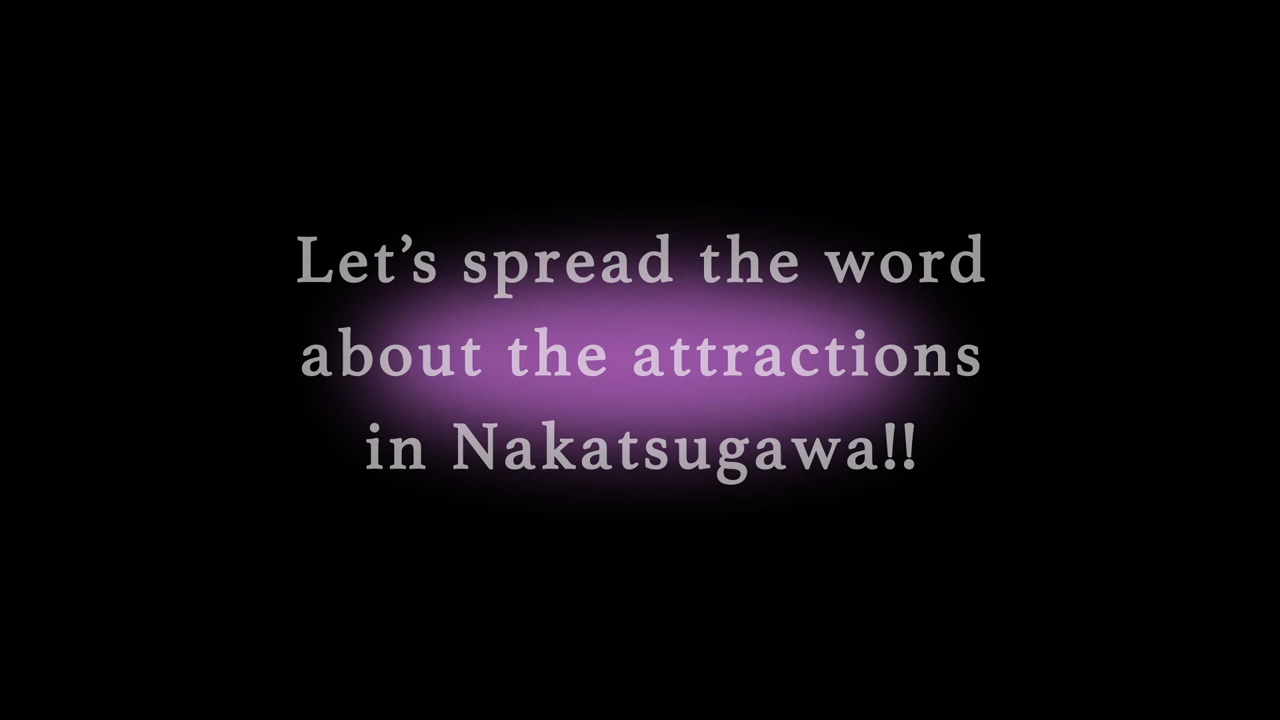 Let’s spread the word
about the attractions
in Nakatsugawa!!